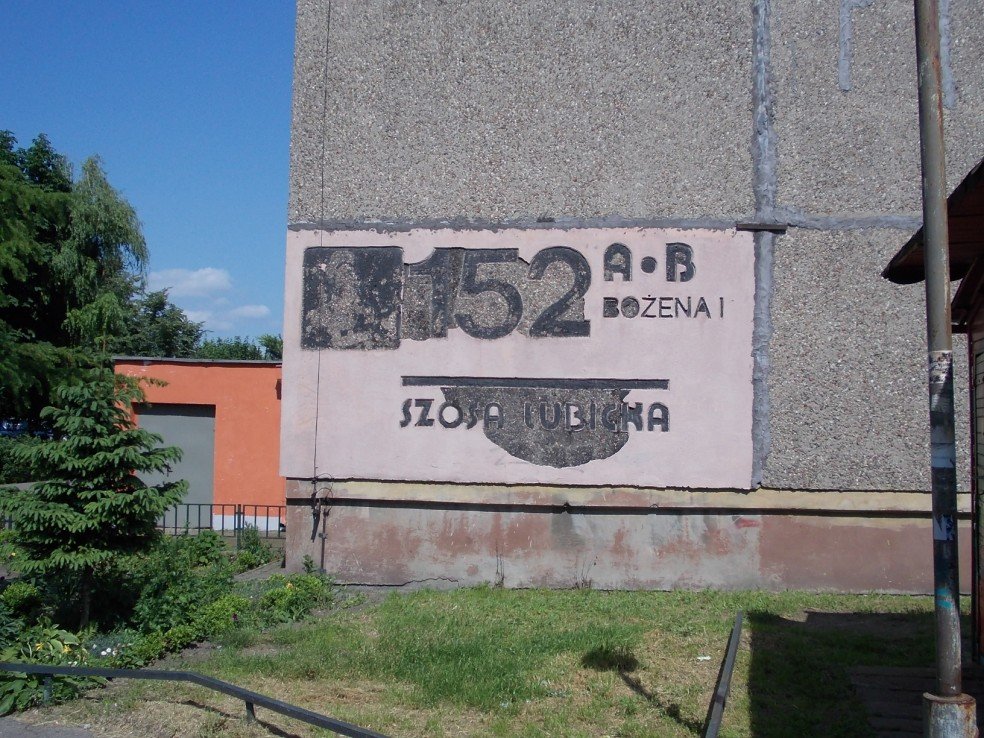 152
A • B
BOŻENA I
SZOSA LUBICKA